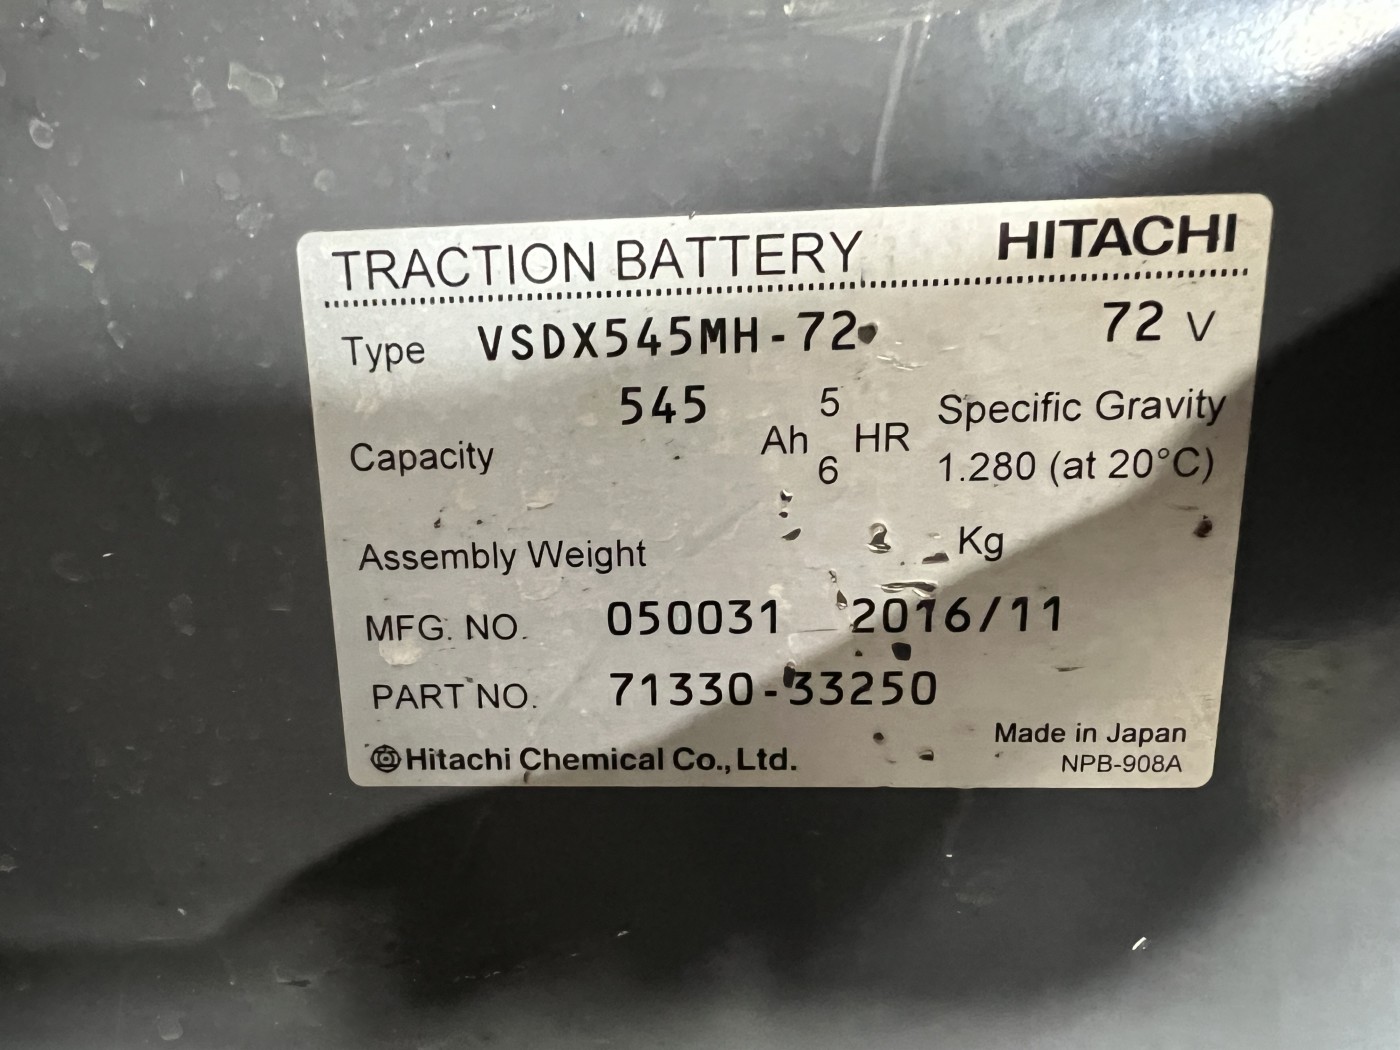 TRACTION BATTERY HITACHI
Type VSDX545MH-72 72 V
545 5 Specific Gravity
Capacity Ah HR
6 1.280 (at 20°C)
Assembly Weight Kg
MFG. NO. 050031 2016/11
PART NO. 71330-33250
Made in Japan
Hitachi Chemical Co., Ltd. NPB-908A